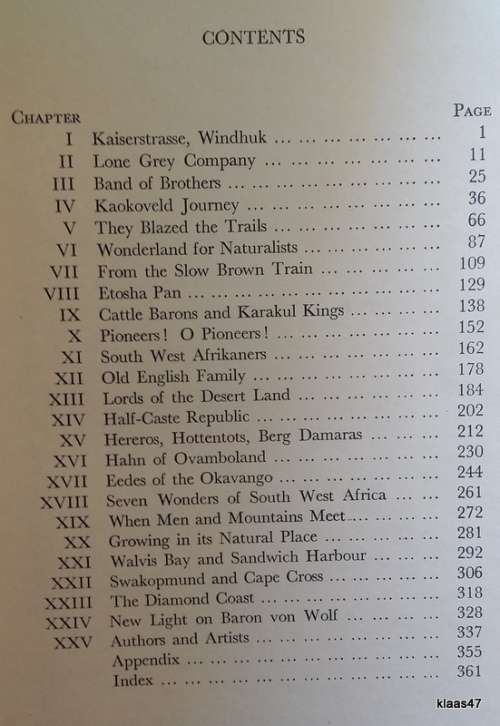 CONTENTS
CHAPTER PAGE
I Kaiserstrasse, Windhuk ... ... ... ... ... ... 1
II Lone Grey Company ... ... ... ... ... ... ... 11
III Band of Brothers ... ... ... ... ... ... ... ... 25
IV Kaokoveld Journey ... ... ... ... ... ... ... 36
V They Blazed the Trails ... ... ... ... ... ... 66
VI Wonderland for Naturalists ... ... ... ... ... 87
VII From the Slow Brown Train ... ... ... ... ... 109
VIII Etosha Pan ... ... ... ... ... ... ... ... ... 129
IX Cattle Barons and Karakul Kings ... ... ... ... 138
X Pioneers! O Pioneers! ... ... ... ... ... ... 152
XI South West Afrikaners ... ... ... ... ... ... 162
XII Old English Family ... ... ... ... ... ... ... 178
XIII Lords of the Desert Land ... ... ... ... ... ... 184
XIV Half-Caste Republic ... ... ... ... ... ... ... 202
XV Hereros, Hottentots, Berg Damaras ... ... ... 212
XVI Hahn of Ovamboland ... ... ... ... ... ... 230
XVII Eedes of the Okavango ... ... ... ... ... ... 244
XVIII Seven Wonders of South West Africa ... ... 261
XIX When Men and Mountains Meet ... ... ... ... 272
XX Growing in its Natural Place ... ... ... ... ... 281
XXI Walvis Bay and Sandwich Harbour ... ... ... 292
XXII Swakopmund and Cape Cross ... ... ... ... 306
XXIII The Diamond Coast ... ... ... ... ... ... ... 318
XXIV New Light on Baron von Wolf ... ... ... ... 328
XXV Authors and Artists ... ... ... ... ... ... ... 337
Appendix ... ... ... ... ... ... ... ... ... ... 355
Index ... ... ... ... ... ... ... ... ... ... ... 361
klaas47